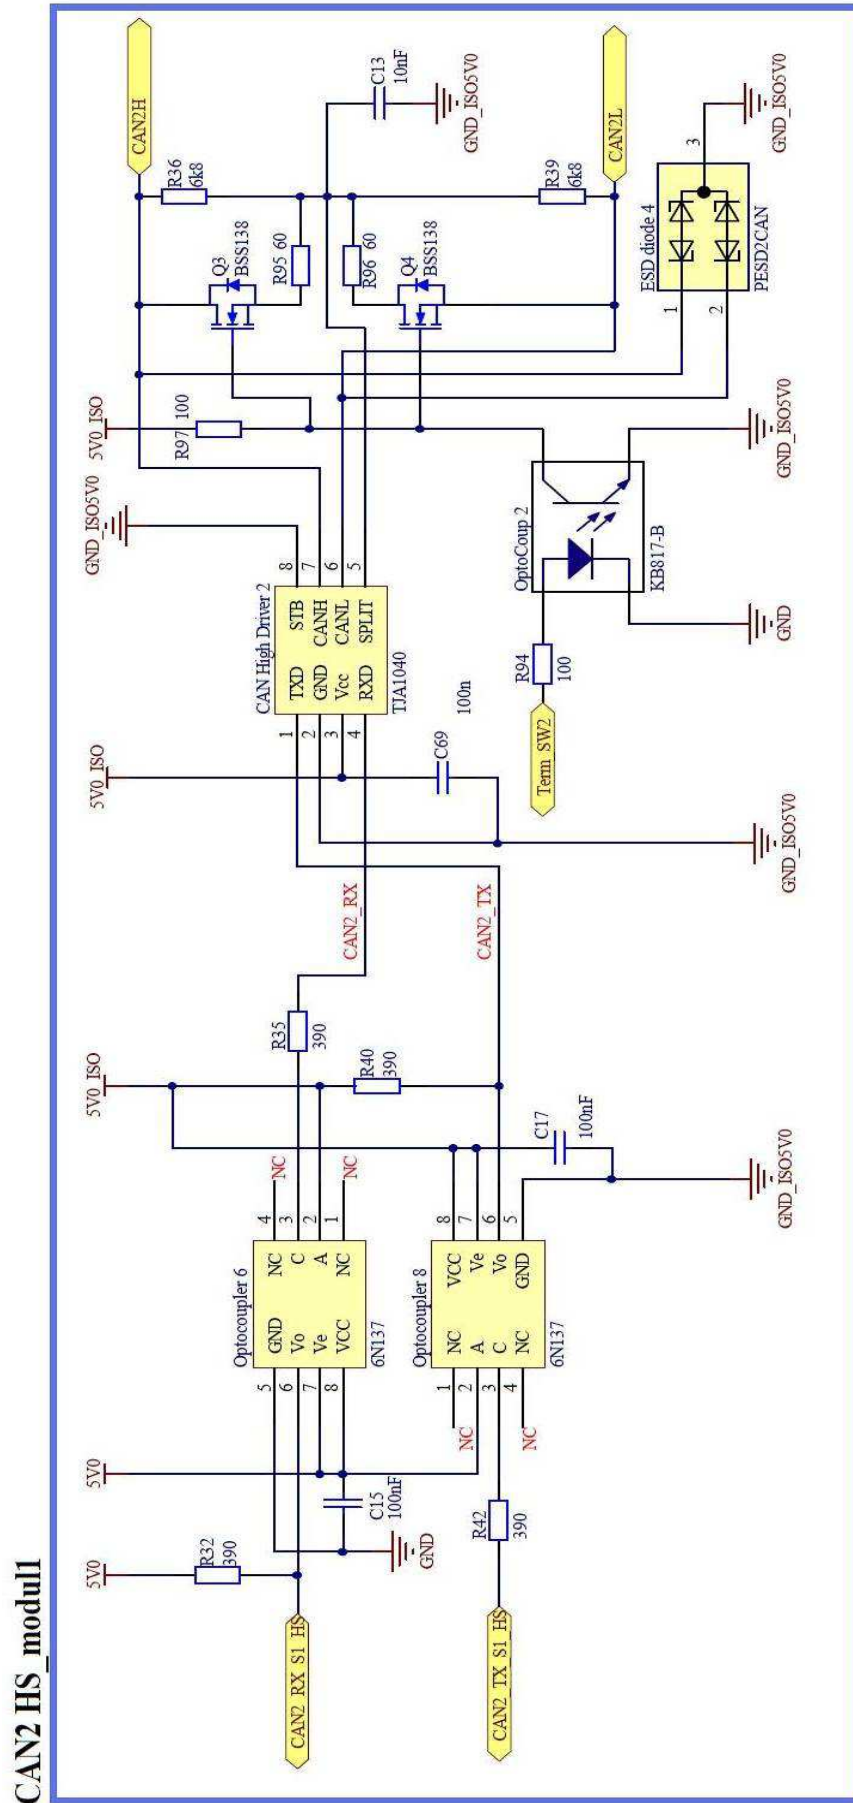 CAN2 HS_modul1
CAN2_RX_S1_HS
5V0
R32
390
5V0
C15
100nF
GND
Optocoupler 6
GND
Vo
Ve
VCC
NC
C
A
NC
5
6
7
8
4
3
2
1
6N137
NC
NC
CAN2_TX_S1_HS
R42
390
NC
NC
Optocoupler 8
NC
A
C
NC
VCC
Ve
Vo
GND
1
2
3
4
8
7
6
5
6N137
C17
100nF
GND_ISO5V0
5V0_ISO
R35
390
R40
390
CAN2_RX
CAN2_TX
5V0_ISO
C69
100n
GND_ISO5V0
CAN High Driver 2
TXD
GND
Vcc
RXD
STB
CANH
CANL
SPLIT
1
2
3
4
8
7
6
5
TJA1040
GND_ISO5V0
Term_SW2
R94
100
OptoCoup 2
KB817-B
GND
GND_ISO5V0
5V0_ISO
R97
100
Q3
BSS138
R95
60
R96
60
Q4
BSS138
R36
6k8
R39
6k8
C13
10nF
GND_ISO5V0
CAN2H
CAN2L
ESD diode 4
1
2
3
PESD2CAN
GND_ISO5V0